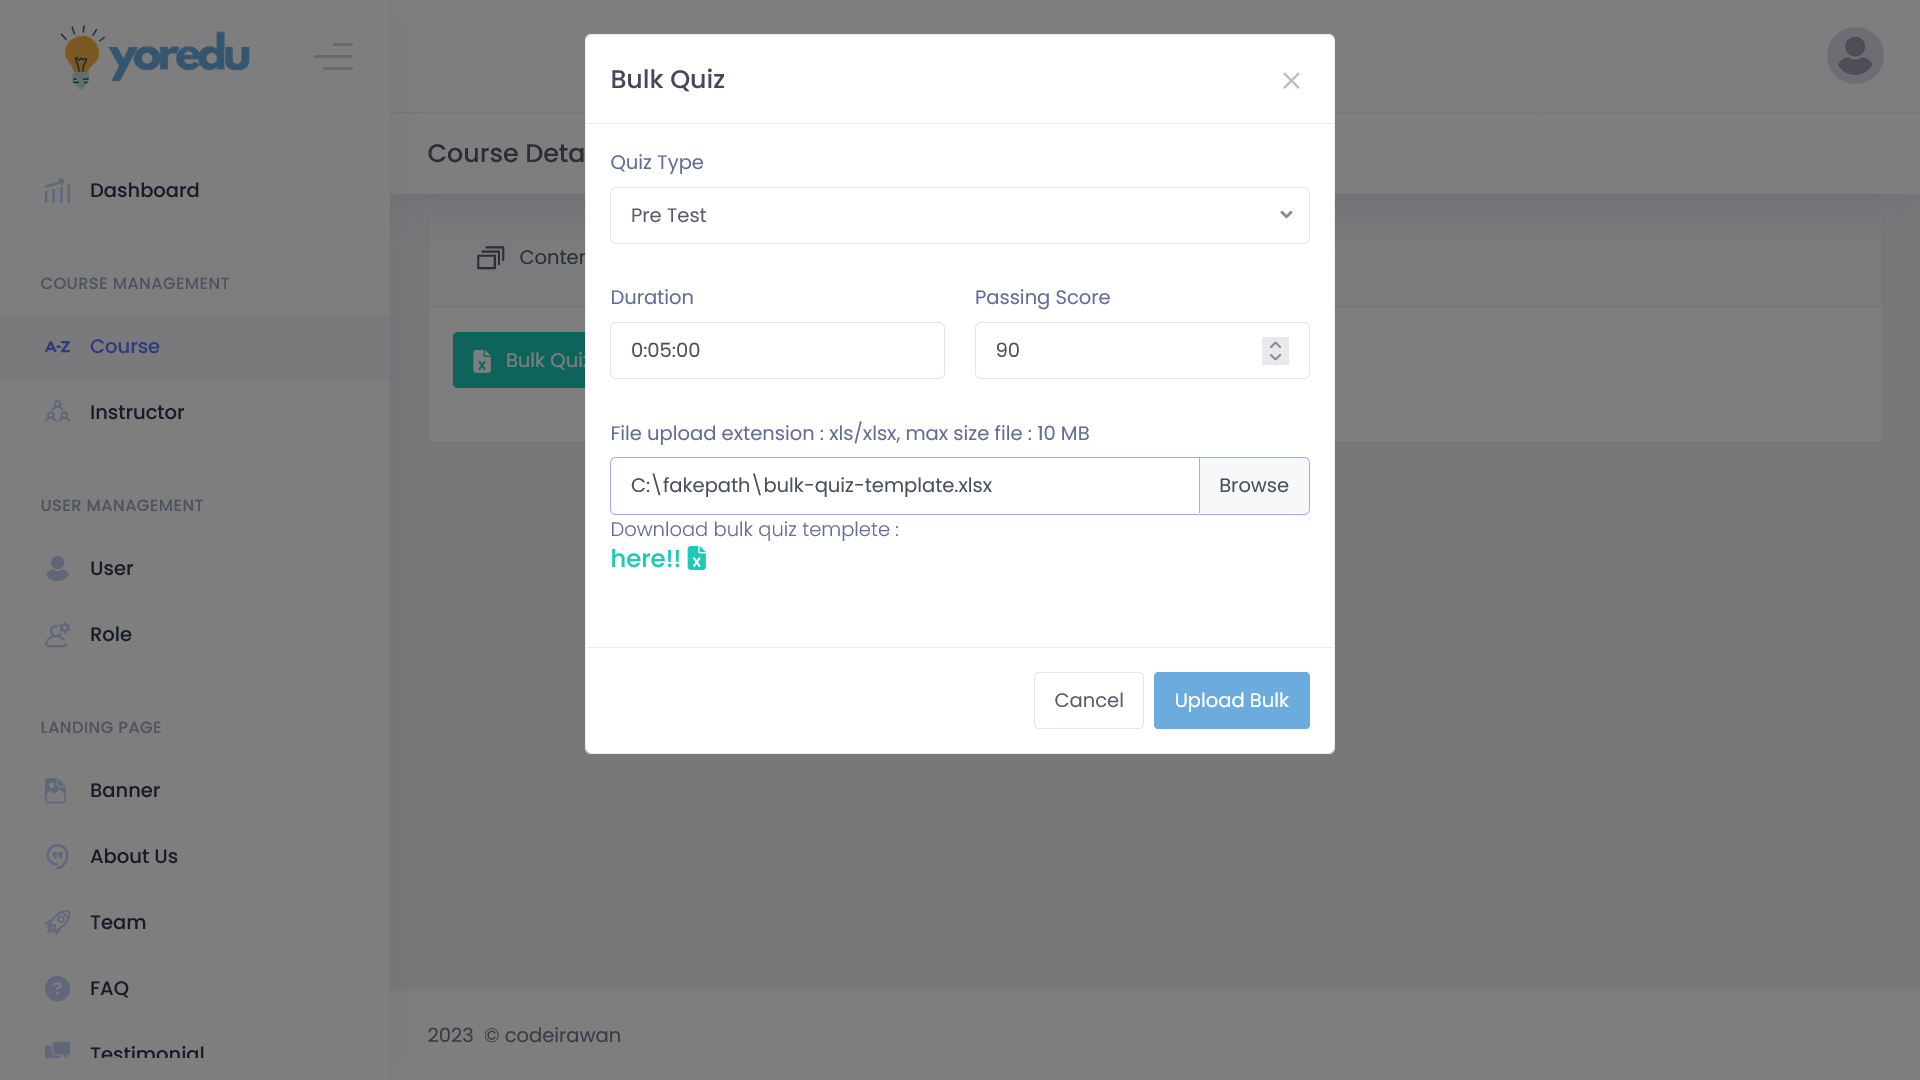 yoredu
Dashboard
COURSE MANAGEMENT
A-Z Course
Instructor
USER MANAGEMENT
User
Role
LANDING PAGE
Banner
About Us
Team
FAQ
Testimonial
Course Deta
Conten
Bulk Quiz
Bulk Quiz
Quiz Type
Pre Test
Duration
Passing Score
0:05:00
90
File upload extension : xls/xlsx, max size file : 10 MB
C:\fakepath\bulk-quiz-template.xlsx
Browse
Download bulk quiz templete :
here!!
Cancel
Upload Bulk
2023 © codeirawan